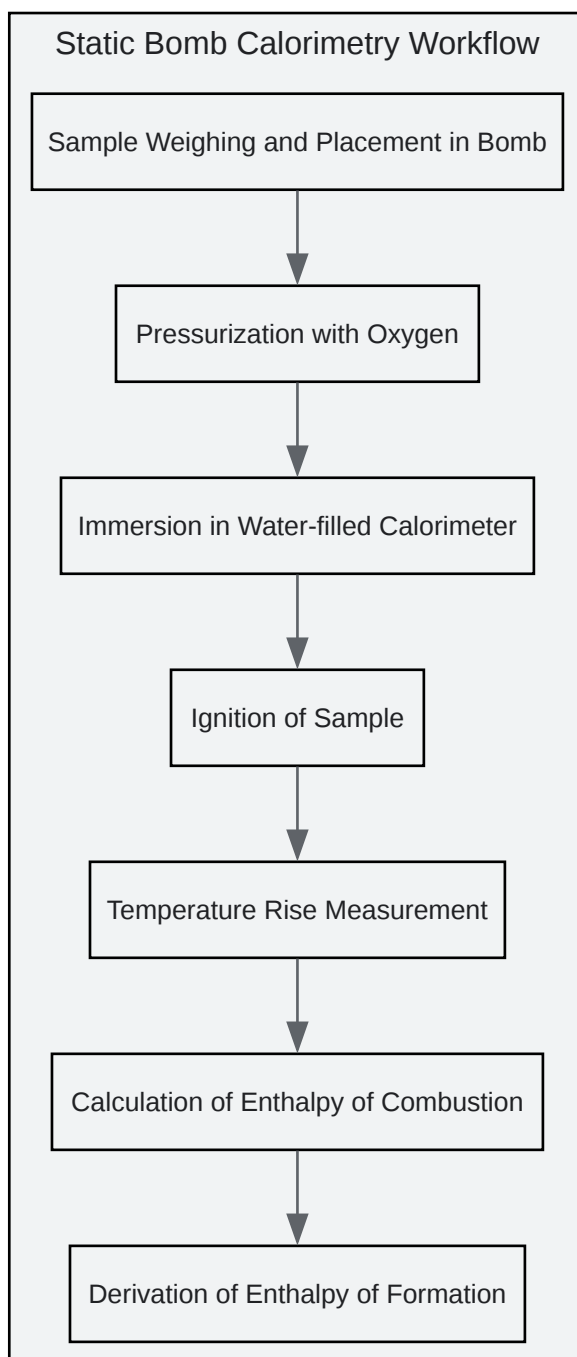 Static Bomb Calorimetry Workflow
Sample Weighing and Placement in Bomb
Pressurization with Oxygen
Immersion in Water-filled Calorimeter
Ignition of Sample
Temperature Rise Measurement
Calculation of Enthalpy of Combustion
Derivation of Enthalpy of Formation